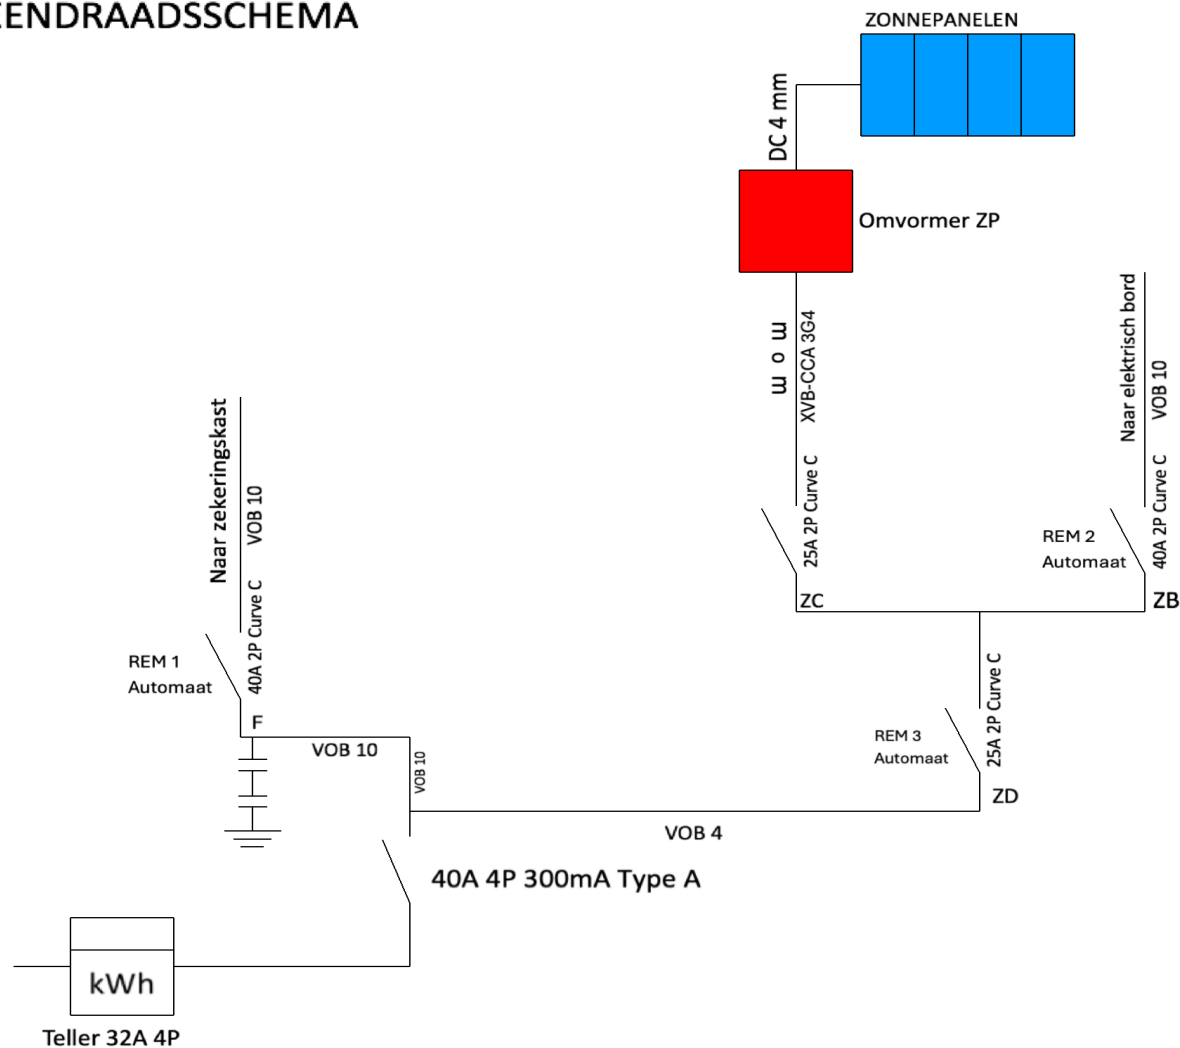 EENDRAADSSCHEMA
ZONNEPANELEN
DC 4 mm
Omvormer ZP
3 o 3
XVB-CCA 3G4
25A 2P Curve C
ZC
Naar elektrisch bord
VOB 10
40A 2P Curve C
REM 2
Automaat
ZB
Naar zekeringskast
VOB 10
40A 2P Curve C
REM 1
Automaat
F
VOB 10
VOB 10
25A 2P Curve C
REM 3
Automaat
ZD
VOB 4
40A 4P 300mA Type A
kWh
Teller 32A 4P